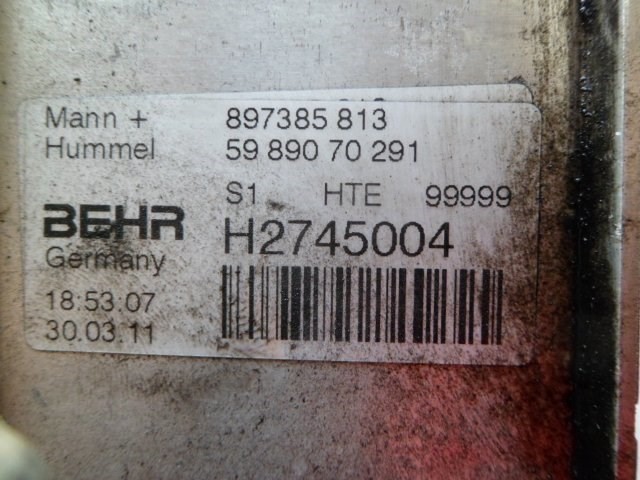 Mann + 897385 813
Hummel 59 890 70 291
S1 HTE 99999
BEHR H2745004
Germany
18:53.07
30.03.11